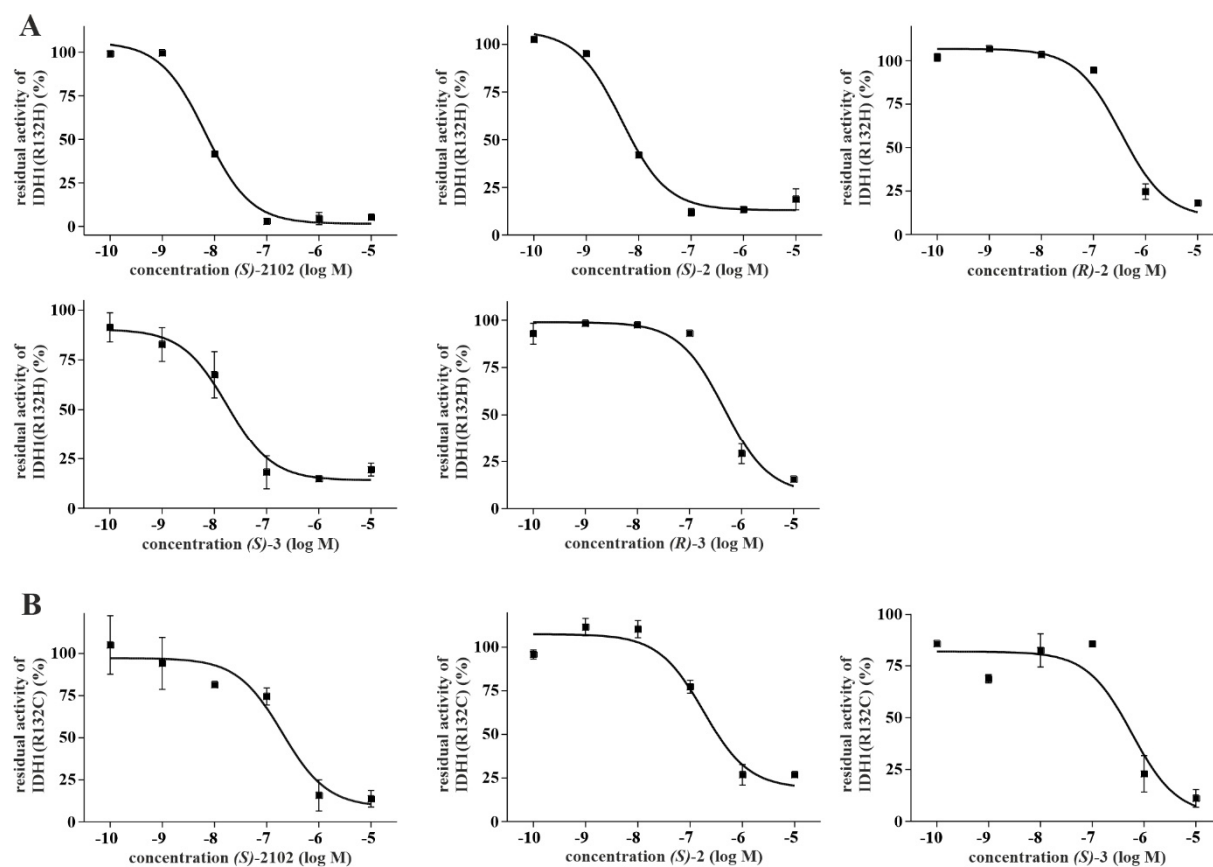 A
residual activity of
IDH1(R132H) (%)
100
75
50
25
0
-10 -9 -8 -7 -6 -5
concentration (S)-2102 (log M)
residual activity of
IDH1(R132H) (%)
100
75
50
25
0
-10 -9 -8 -7 -6 -5
concentration (S)-2 (log M)
residual activity of
IDH1(R132H) (%)
100
75
50
25
0
-10 -9 -8 -7 -6 -5
concentration (R)-2 (log M)
residual activity of
IDH1(R132H) (%)
100
75
50
25
0
-10 -9 -8 -7 -6 -5
concentration (S)-3 (log M)
residual activity of
IDH1(R132H) (%)
100
75
50
25
0
-10 -9 -8 -7 -6 -5
concentration (R)-3 (log M)
B
residual activity of
IDH1(R132C) (%)
100
75
50
25
0
-10 -9 -8 -7 -6 -5
concentration (S)-2102 (log M)
residual activity of
IDH1(R132C) (%)
100
75
50
25
0
-10 -9 -8 -7 -6 -5
concentration (S)-2 (log M)
residual activity of
IDH1(R132C) (%)
100
75
50
25
0
-10 -9 -8 -7 -6 -5
concentration (S)-3 (log M)